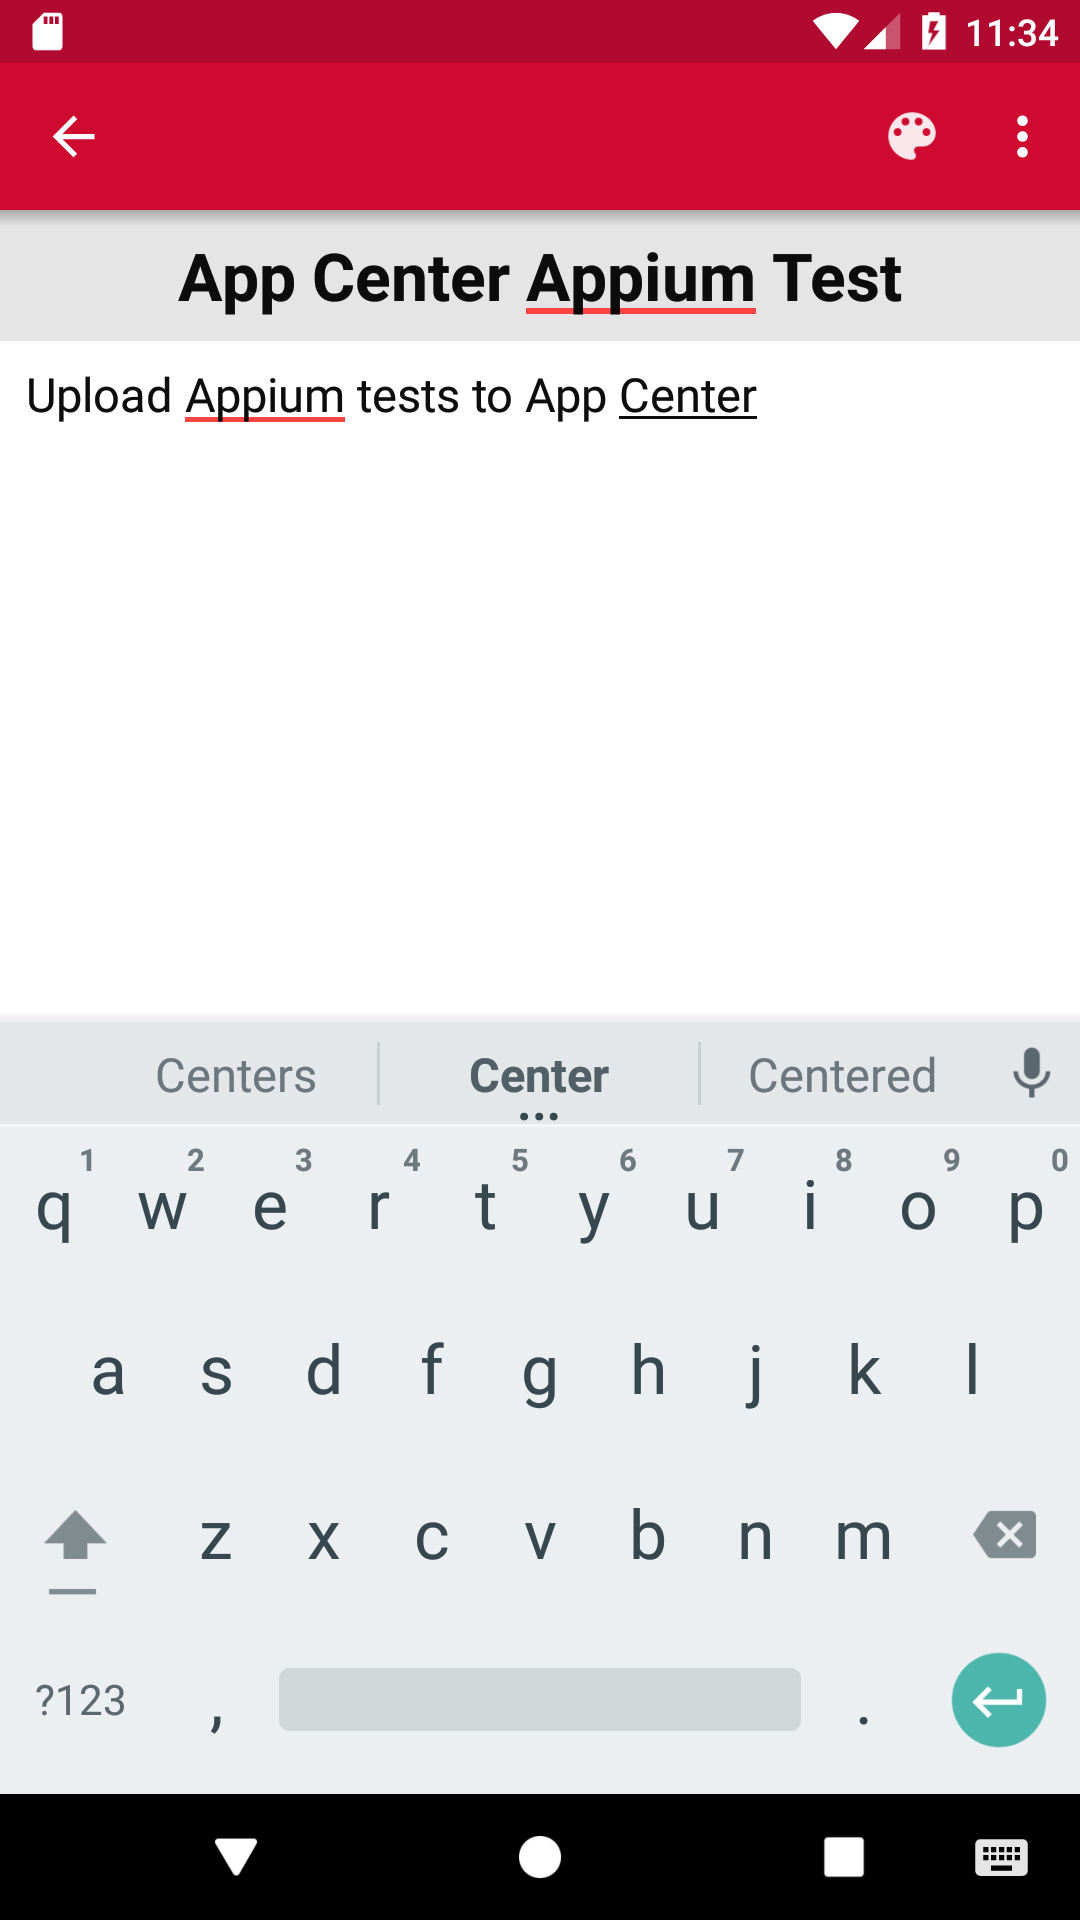 11:34
App Center Appium Test
Upload Appium tests to App Center
Centers Center Centered
1 2 3 4 5 6 7 8 9 0
q w e r t y u i o p
a s d f g h j k l
z x c v b n m
?123 , .